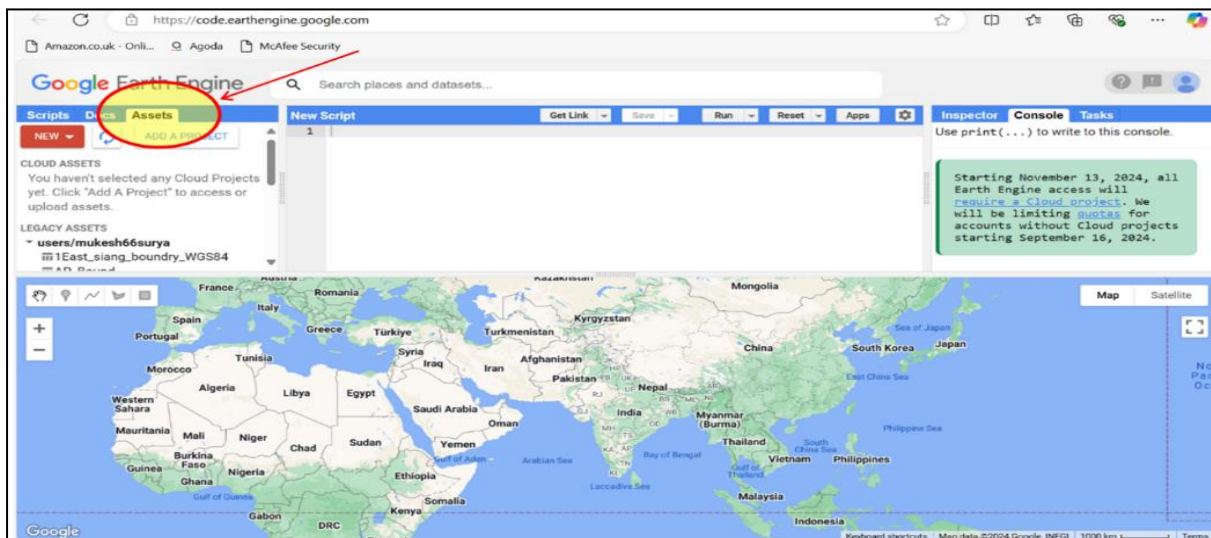 https://code.earthengine.google.com
Amazon.co.uk - Onli... Agoda McAfee Security
Google Earth Engine Search places and datasets...
Scripts Docs Assets
NEW ADD A PROJECT
CLOUD ASSETS
You haven't selected any Cloud Projects
yet. Click "Add A Project" to access or
upload assets.
LEGACY ASSETS
users/mukesh66surya
1East_siang_boundry_WGS84
New Script Get Link Save Run Reset Apps
1
Inspector Console Tasks
Use print(...) to write to this console.
Starting November 13, 2024, all
Earth Engine access will
require a Cloud project. We
will be limiting quotas for
accounts without Cloud projects
starting September 16, 2024.
Map Satellite
Austria
Kazakhstan
France
Romania
Mongolia
Italy
Spain
Portugal
Greece
Türkiye
Turkmenistan
Kyrgyzstan
China
South Korea
Sea of Japan
Japan
Tunisia
Syria
Iraq
Iran
Afghanistan
Morocco
Pakistan
Nepal
East China Sea
Algeria
Libya
Egypt
Western
Sahara
Saudi Arabia
India
Myanmar
(Burma)
Oman
Mauritania
Mali
Niger
Chad
Sudan
Yemen
Thailand
Philippine Sea
Burkina
Faso
Gulf of Aden
Arabian Sea
Bay of Bengal
South
China Sea
Vietnam
Philippines
Guinea
Ghana
Nigeria
Ethiopia
Gulf of
Thailand
Laccadive Sea
Gulf of Guinea
Somalia
Malaysia
Gabon
Kenya
DRC
Indonesia
Google
Keyboard shortcuts Map data ©2024 Google, INEGI 1000 km Terms